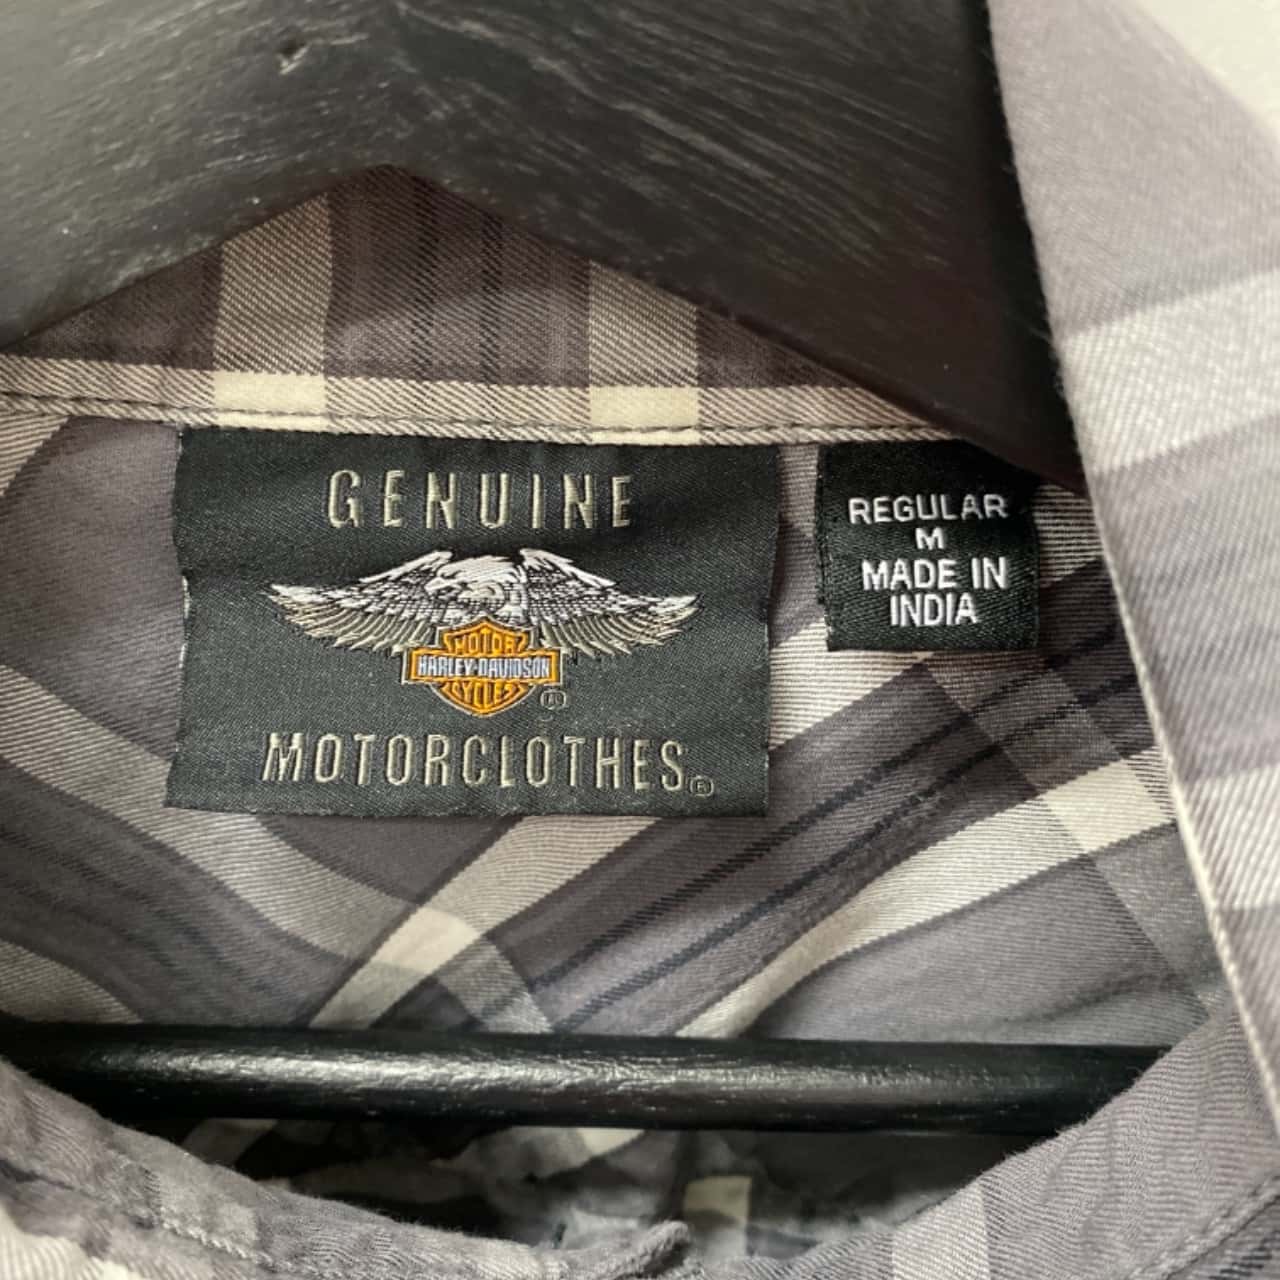 GENUINE
MOTOR
HARLEY-DAVIDSON
CYCLES
®
MOTORCLOTHES®
REGULAR
M
MADE IN
INDIA